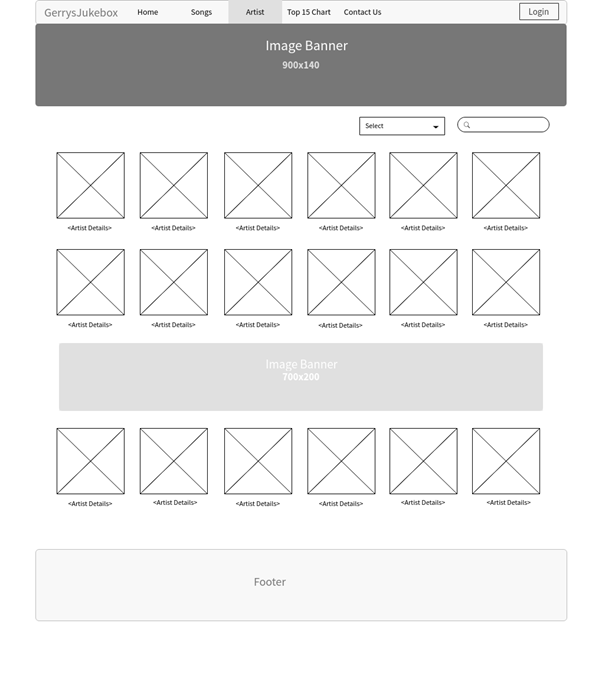 GerrysJukebox Home Songs Artist Top 15 Chart Contact Us Login
Image Banner
900x140
Select
<Artist Details> <Artist Details> <Artist Details> <Artist Details> <Artist Details> <Artist Details>
<Artist Details> <Artist Details> <Artist Details> <Artist Details> <Artist Details> <Artist Details>
Image Banner
700x200
<Artist Details> <Artist Details> <Artist Details> <Artist Details> <Artist Details> <Artist Details>
Footer